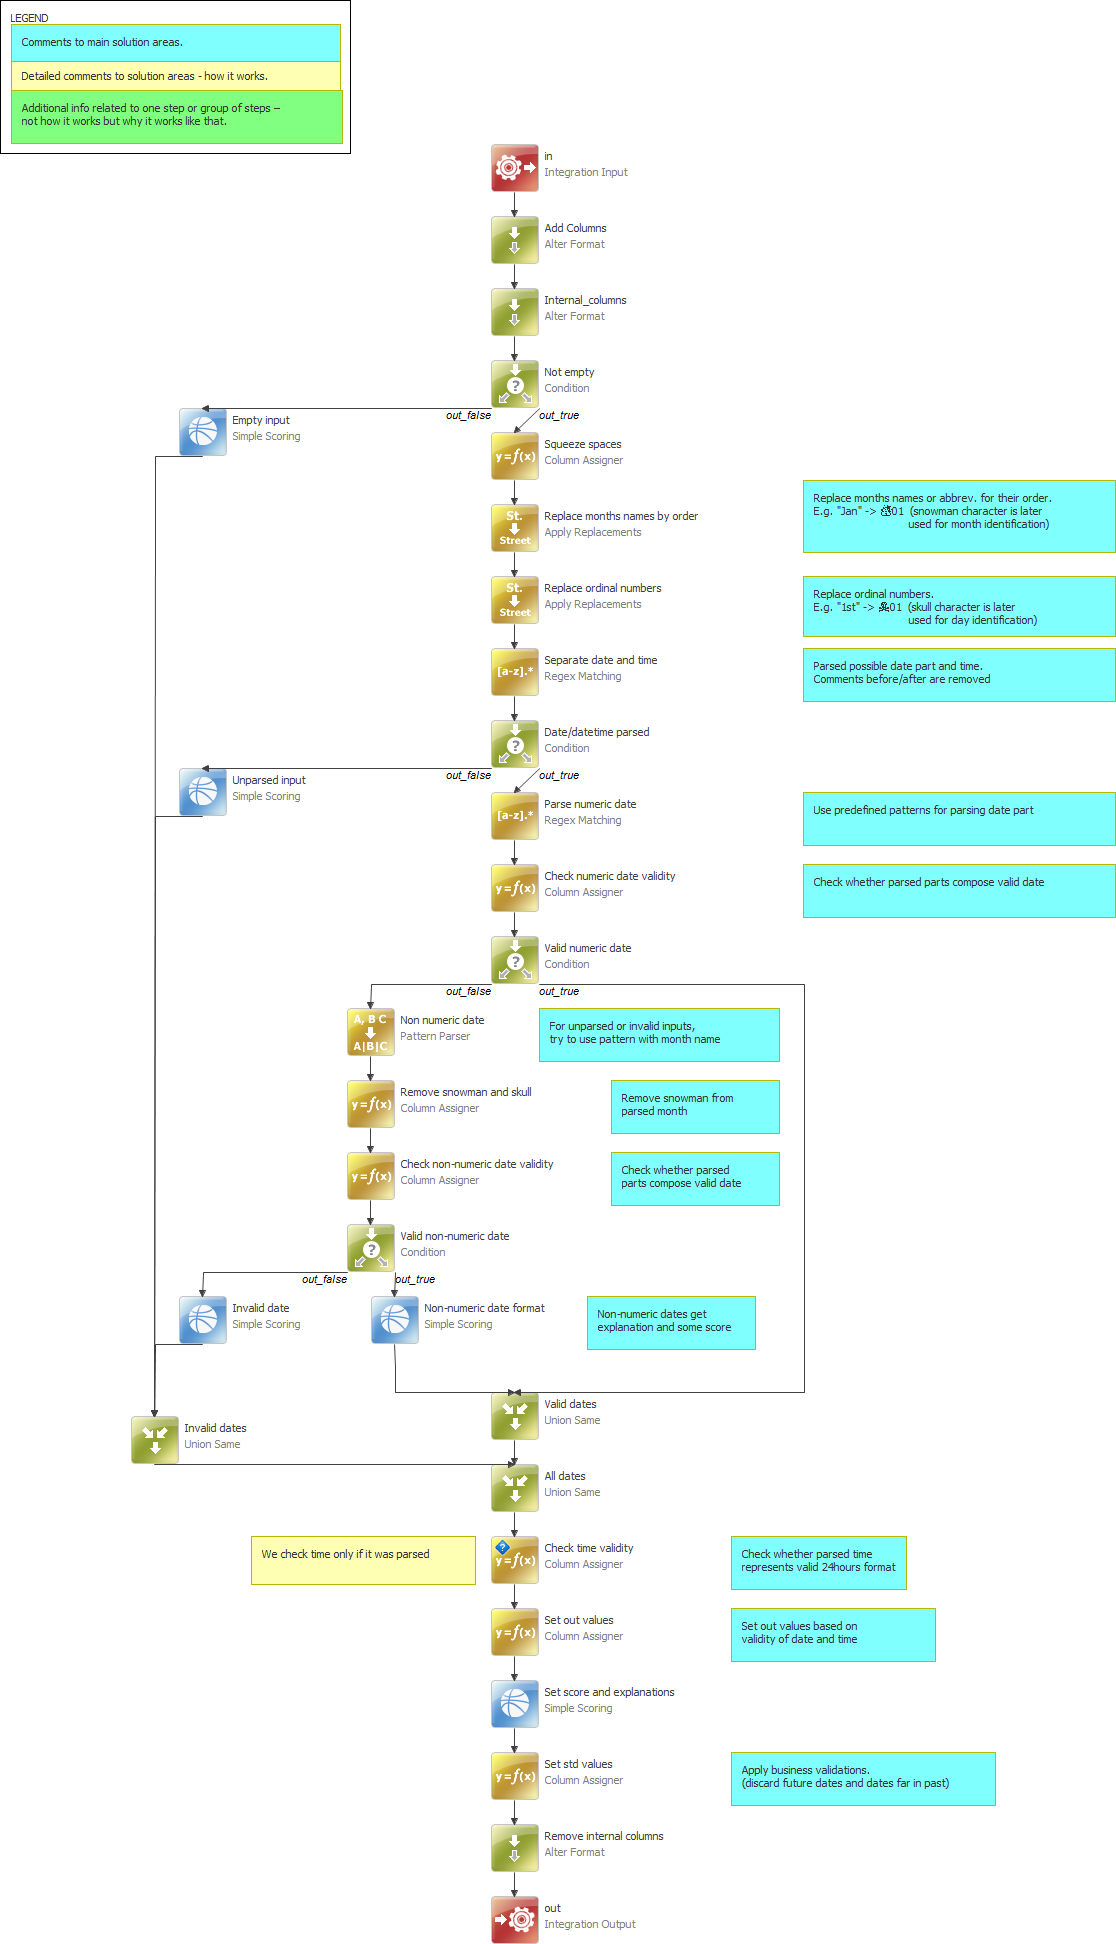 LEGEND
Comments to main solution areas.
Detailed comments to solution areas - how it works.
Additional info related to one step or group of steps –
not how it works but why it works like that.
in
Integration Input
Add Columns
Alter Format
Internal_columns
Alter Format
Not empty
Condition
out_false
out_true
Empty input
Simple Scoring
Squeeze spaces
Column Assigner
y=f(x)
Replace months names by order
Apply Replacements
St.
Street
Replace months names or abbrev. for their order.
E.g. "Jan" -> ☃01 (snowman character is later
used for month identification)
Replace ordinal numbers
Apply Replacements
St.
Street
Replace ordinal numbers.
E.g. "1st" -> ☠01 (skull character is later
used for day identification)
Separate date and time
Regex Matching
[a-z].*
Parsed possible date part and time.
Comments before/after are removed
Date/datetime parsed
Condition
out_false
out_true
Unparsed input
Simple Scoring
Parse numeric date
Regex Matching
[a-z].*
Use predefined patterns for parsing date part
Check numeric date validity
Column Assigner
y=f(x)
Check whether parsed parts compose valid date
Valid numeric date
Condition
out_false
out_true
A, B C
A|B|C
Non numeric date
Pattern Parser
For unparsed or invalid inputs,
try to use pattern with month name
Remove snowman and skull
Column Assigner
y=f(x)
Remove snowman from
parsed month
Check non-numeric date validity
Column Assigner
y=f(x)
Check whether parsed
parts compose valid date
Valid non-numeric date
Condition
out_false
out_true
Invalid date
Simple Scoring
Non-numeric date format
Simple Scoring
Non-numeric dates get
explanation and some score
Valid dates
Union Same
Invalid dates
Union Same
All dates
Union Same
We check time only if it was parsed
y=f(x)
Check time validity
Column Assigner
Check whether parsed time
represents valid 24hours format
y=f(x)
Set out values
Column Assigner
Set out values based on
validity of date and time
Set score and explanations
Simple Scoring
y=f(x)
Set std values
Column Assigner
Apply business validations.
(discard future dates and dates far in past)
Remove internal columns
Alter Format
out
Integration Output